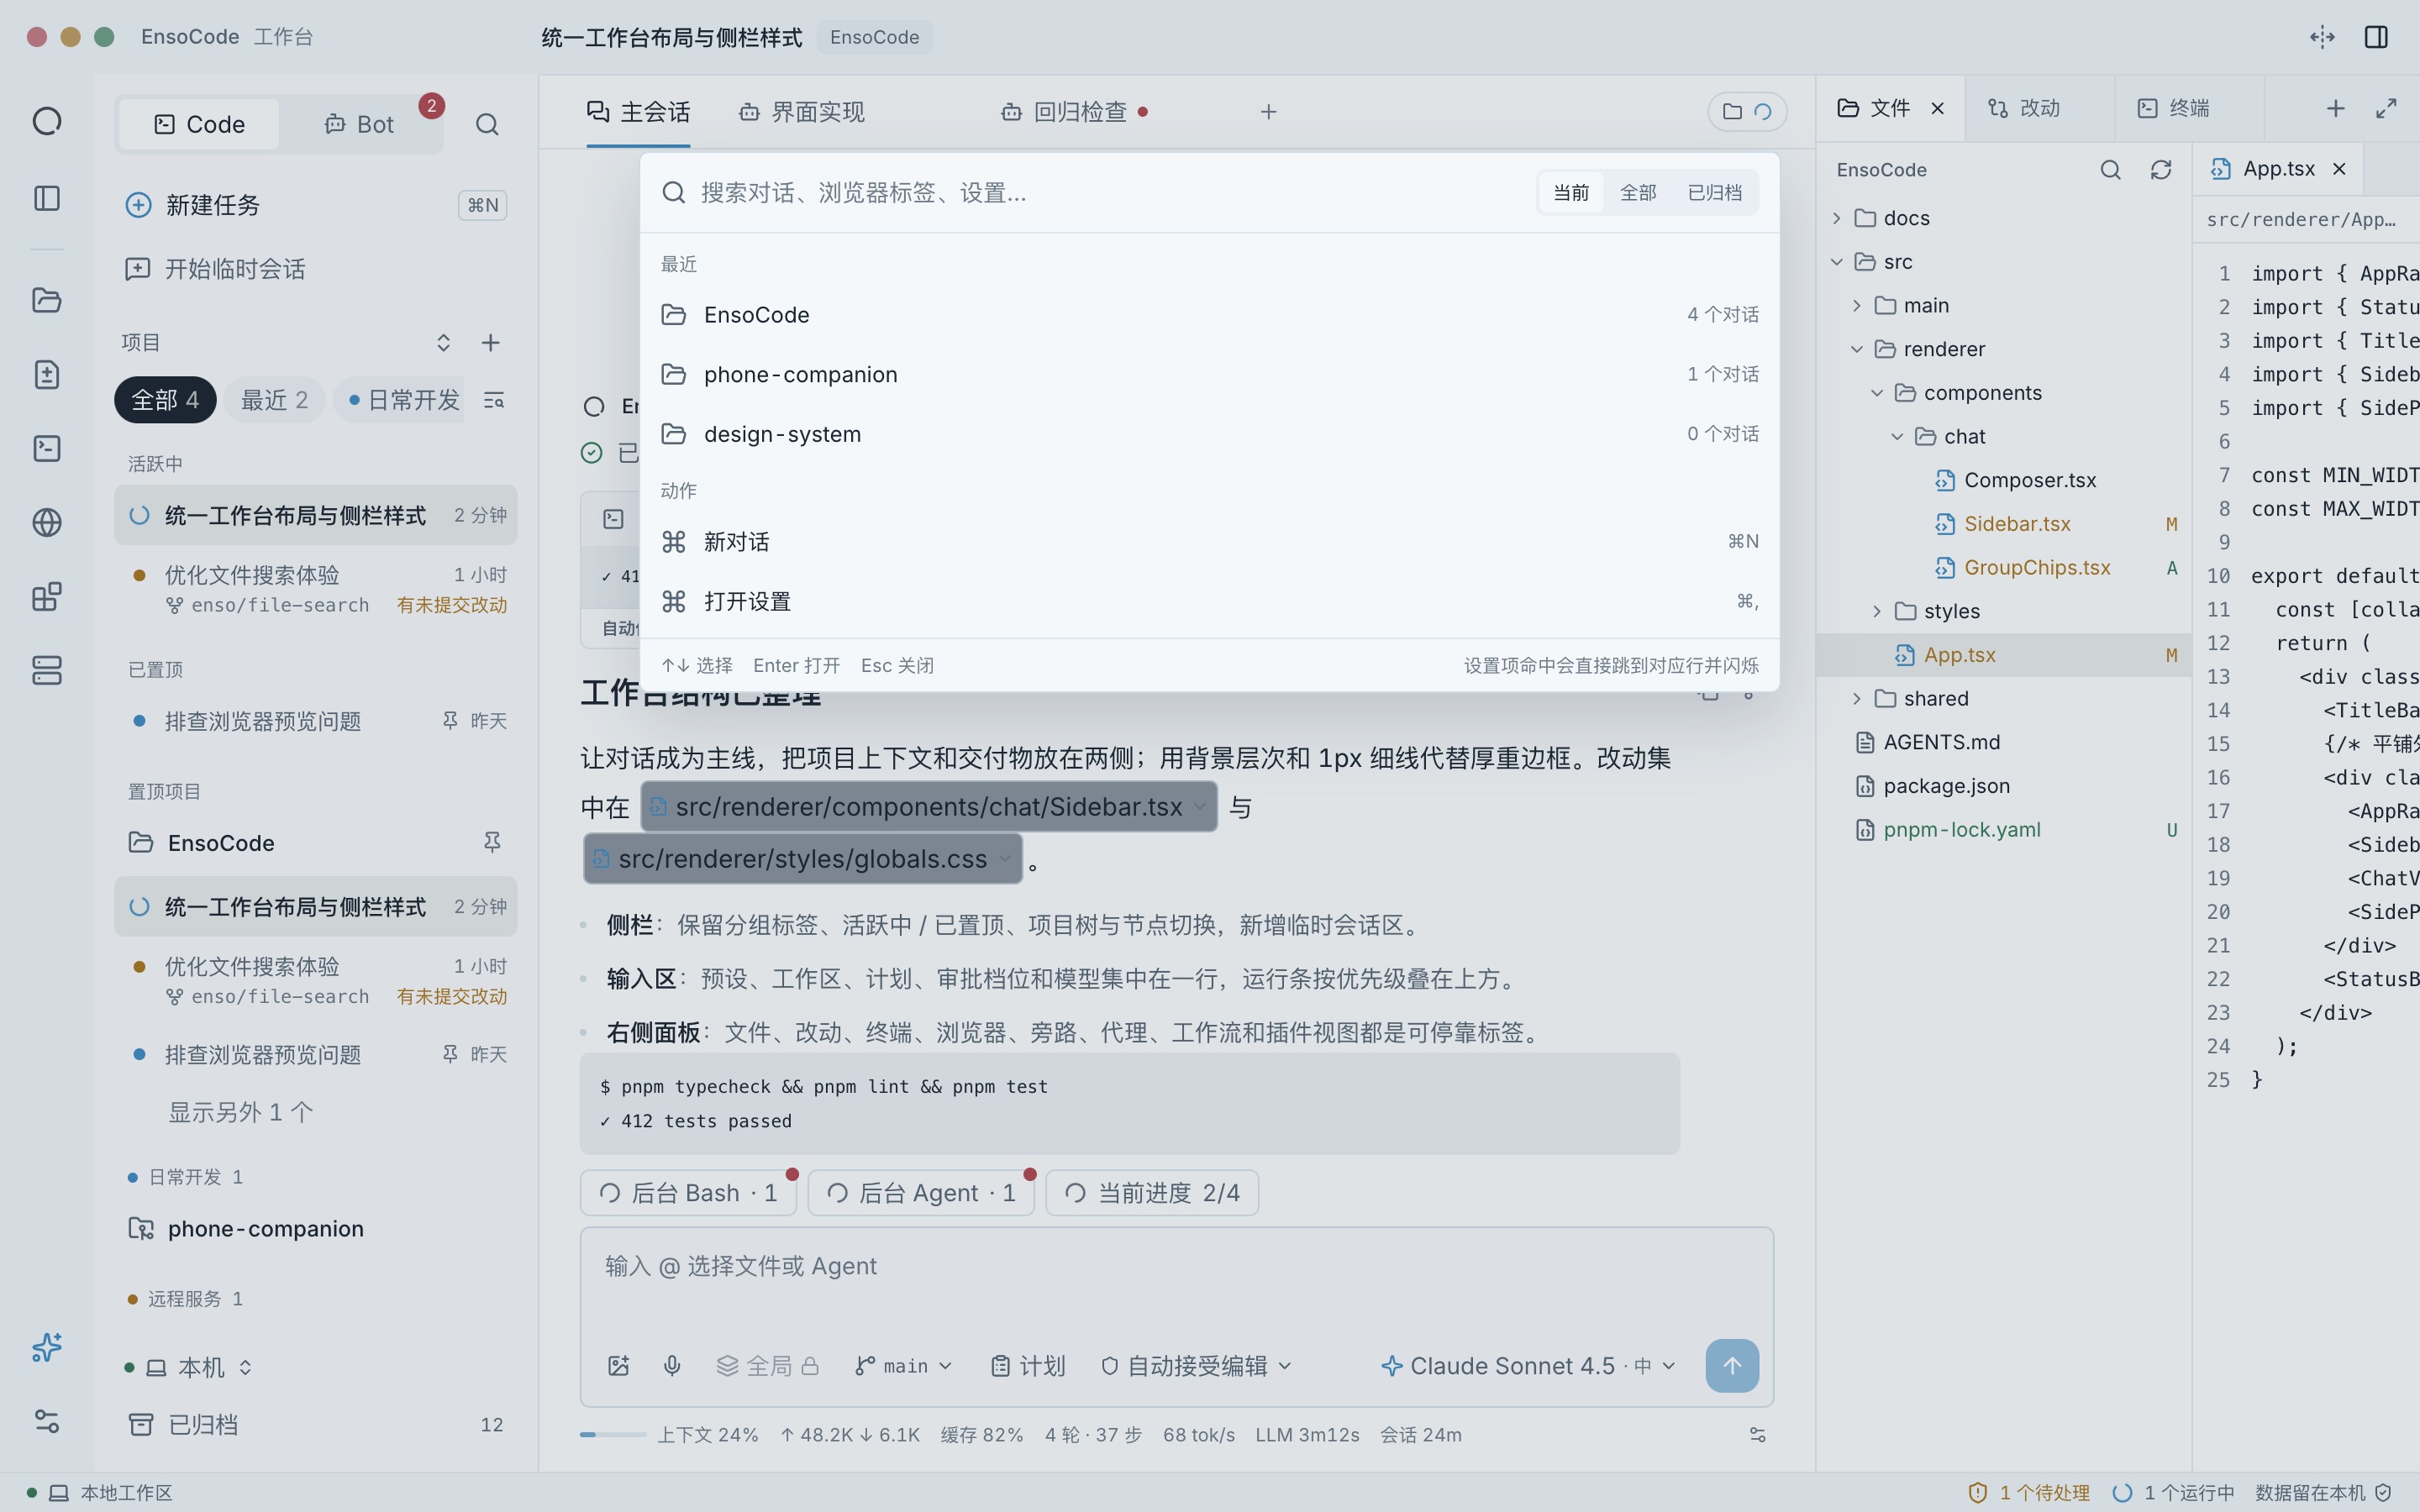 EnsoCode 工作台
统一工作台布局与侧栏样式 EnsoCode
Code Bot 2
新建任务 ⌘N
开始临时会话
项目
全部 4 最近 2 日常开发
活跃中
统一工作台布局与侧栏样式 2 分钟
优化文件搜索体验 1 小时
enso/file-search 有未提交改动
已置顶
排查浏览器预览问题 昨天
置顶项目
EnsoCode
统一工作台布局与侧栏样式 2 分钟
优化文件搜索体验 1 小时
enso/file-search 有未提交改动
排查浏览器预览问题 昨天
显示另外 1 个
日常开发 1
phone-companion
远程服务 1
本机
已归档 12
主会话 界面实现 回归检查
搜索对话、浏览器标签、设置... 当前 全部 已归档
最近
EnsoCode 4 个对话
phone-companion 1 个对话
design-system 0 个对话
动作
新对话 ⌘N
打开设置 ⌘,
↑↓ 选择 Enter 打开 Esc 关闭 设置项命中会直接跳到对应行并闪烁
已
✓ 41
自动
工作台结构已整理
让对话成为主线，把项目上下文和交付物放在两侧；用背景层次和 1px 细线代替厚重边框。改动集
中在 src/renderer/components/chat/Sidebar.tsx 与
src/renderer/styles/globals.css 。
侧栏：保留分组标签、活跃中 / 已置顶、项目树与节点切换，新增临时会话区。
输入区：预设、工作区、计划、审批档位和模型集中在一行，运行条按优先级叠在上方。
右侧面板：文件、改动、终端、浏览器、旁路、代理、工作流和插件视图都是可停靠标签。
$ pnpm typecheck && pnpm lint && pnpm test
✓ 412 tests passed
后台 Bash · 1 后台 Agent · 1 当前进度 2/4
输入 @ 选择文件或 Agent
全局 main 计划 自动接受编辑 Claude Sonnet 4.5 · 中
上下文 24% ↑ 48.2K ↓ 6.1K 缓存 82% 4 轮 · 37 步 68 tok/s LLM 3m12s 会话 24m
文件 改动 终端
EnsoCode
docs
src
main
renderer
components
chat
Composer.tsx
Sidebar.tsx M
GroupChips.tsx A
styles
App.tsx M
shared
AGENTS.md
package.json
pnpm-lock.yaml U
App.tsx
src/renderer/App…
1 import { AppRa
2 import { Statu
3 import { Title
4 import { Sideb
5 import { SideP
6
7 const MIN_WIDT
8 const MAX_WIDT
9
10 export default
11 const [colla
12 return (
13 <div class
14 <TitleBa
15 {/* 平铺
16 <div cla
17 <AppRa
18 <Sideb
19 <ChatV
20 <SideP
21 </div>
22 <StatusB
23 </div>
24 );
25 }
本地工作区
1 个待处理 1 个运行中 数据留在本机